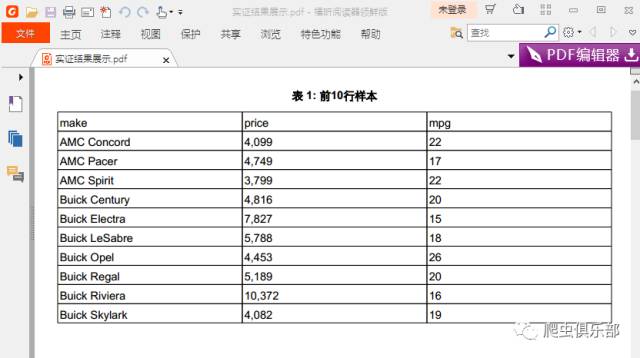 实证结果展示.pdf - 福昕阅读器领鲜版
未登录
文件 主页 注释 视图 表单 保护 共享 浏览 特色功能 帮助
查找
实证结果展示.pdf
PDF编辑器
表 1: 前10行样本
make price mpg
AMC Concord 4,099 22
AMC Pacer 4,749 17
AMC Spirit 3,799 22
Buick Century 4,816 20
Buick Electra 7,827 15
Buick LeSabre 5,788 18
Buick Opel 4,453 26
Buick Regal 5,189 20
Buick Riviera 10,372 16
Buick Skylark 4,082 19
爬虫俱乐部